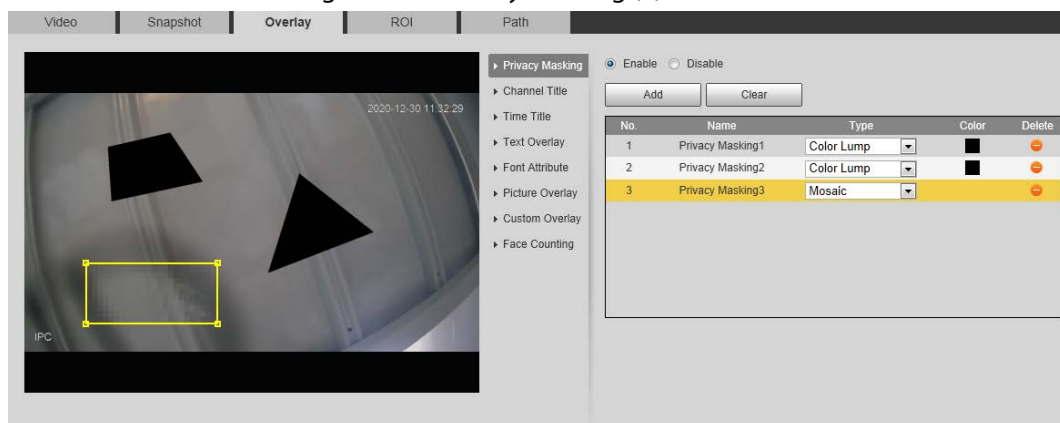 Video Snapshot Overlay ROI Path
2020-12-30 11:32:29
IPC
Privacy Masking
Channel Title
Time Title
Text Overlay
Font Attribute
Picture Overlay
Custom Overlay
Face Counting
Enable Disable
Add Clear
No. Name Type Color Delete
1 Privacy Masking1 Color Lump
2 Privacy Masking2 Color Lump
3 Privacy Masking3 Mosaic